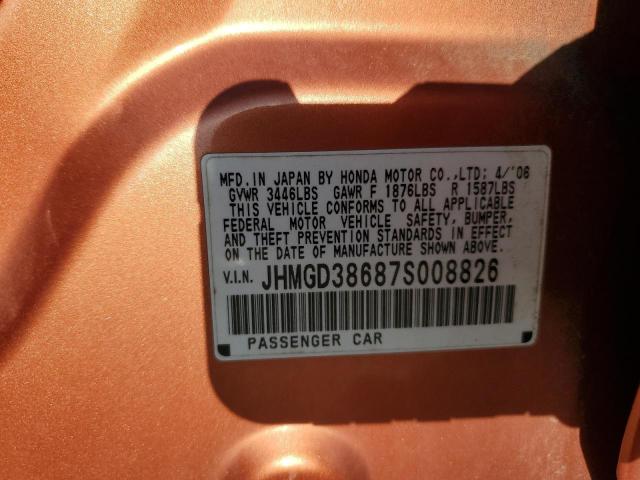 MFD. IN JAPAN BY HONDA MOTOR CO.,LTD: 4/'06
GVWR 3446LBS GAWR F 1876LBS R 1587LBS
THIS VEHICLE CONFORMS TO ALL APPLICABLE
FEDERAL MOTOR VEHICLE SAFETY, BUMPER,
AND THEFT PREVENTION STANDARDS IN EFFECT
ON THE DATE OF MANUFACTURE SHOWN ABOVE.
V.I.N. JHMGD38687S008826
PASSENGER CAR